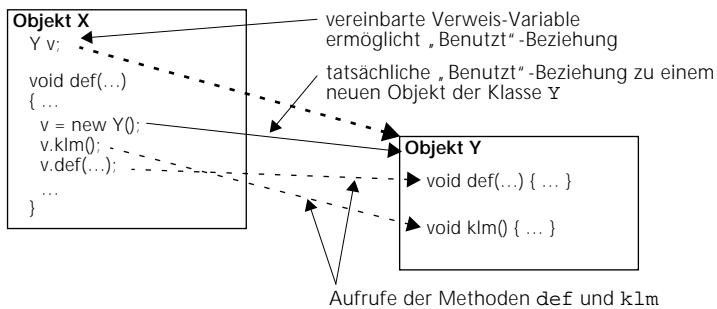 Objekt X
Y v;
void def(…)
{ …
v = new Y();
v.klm();
v.def(…);
…
}
vereinbarte Verweis-Variable
ermöglicht „Benutzt"-Beziehung
tatsächliche „Benutzt"-Beziehung zu einem
neuen Objekt der Klasse Y
Objekt Y
void def(…) { … }
void klm() { … }
Aufrufe der Methoden def und klm